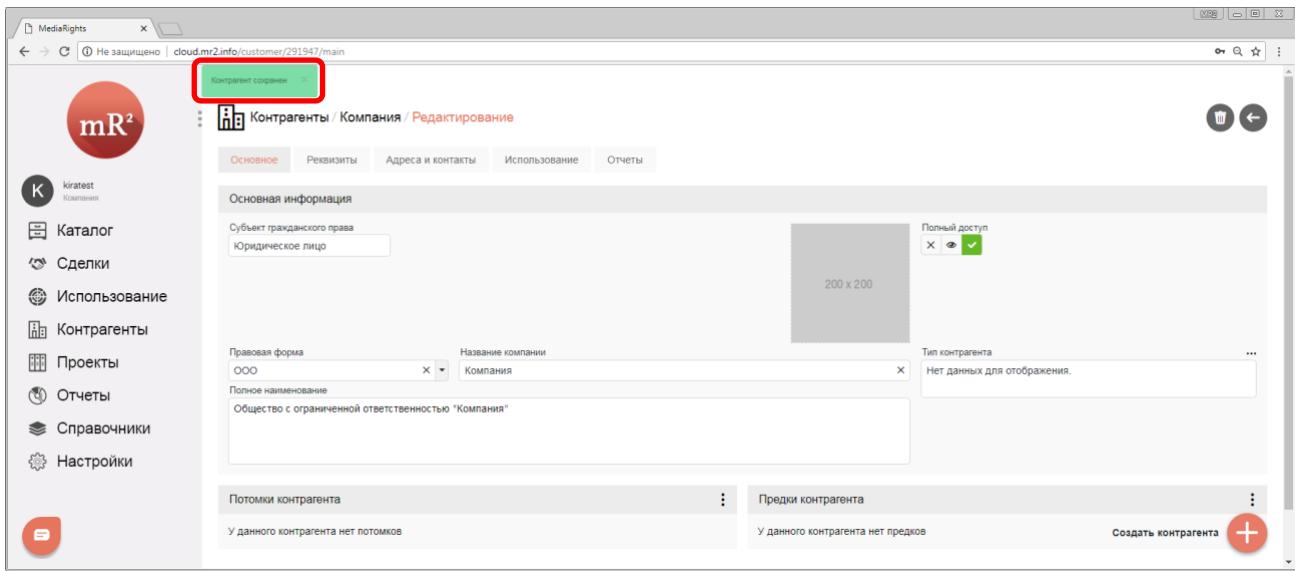 MR2
MediaRights
Не защищено | cloud.mr2.info/customer/291947/main
Контрагент сохранен
mR²
Контрагенты / Компания / Редактирование
Основное Реквизиты Адреса и контакты Использование Отчеты
K kiratest
Компания
Каталог
Сделки
Использование
Контрагенты
Проекты
Отчеты
Справочники
Настройки
Основная информация
Субъект гражданского права
Юридическое лицо
200 x 200
Полный доступ
Правовая форма
ООО
Название компании
Компания
Тип контрагента
Нет данных для отображения.
Полное наименование
Общество с ограниченной ответственностью "Компания"
Потомки контрагента
У данного контрагента нет потомков
Предки контрагента
У данного контрагента нет предков
Создать контрагента